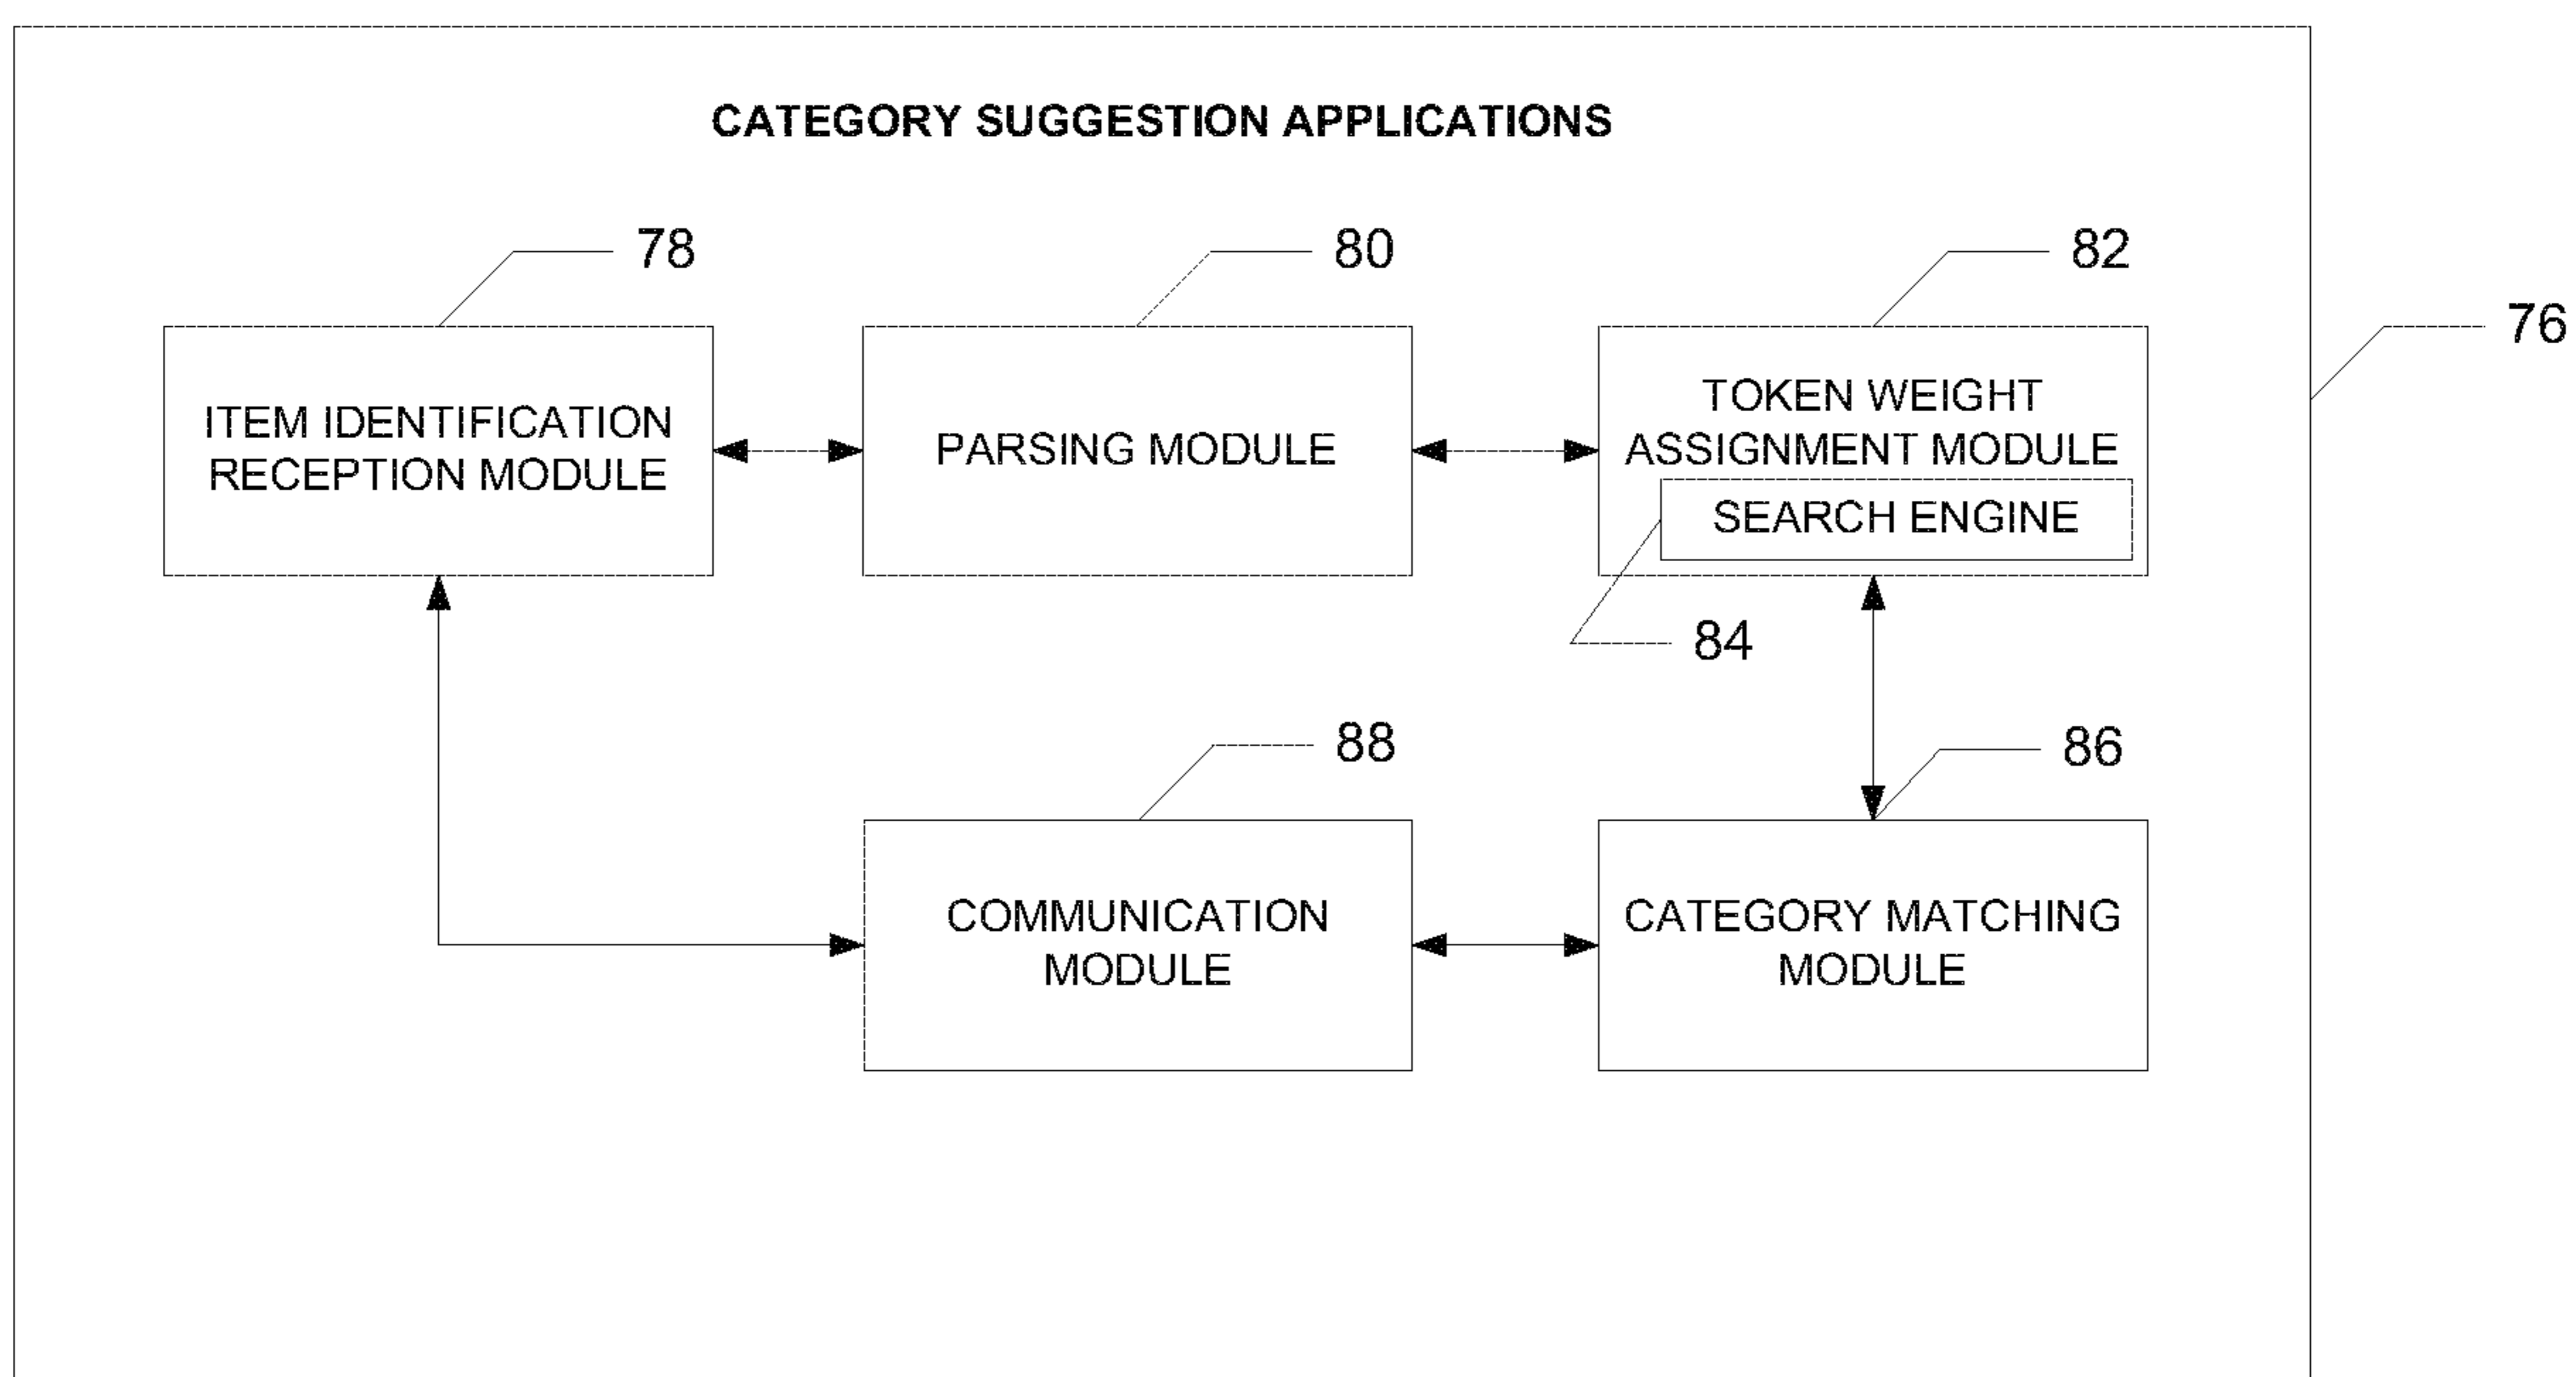 CATEGORY SUGGESTION APPLICATIONS
78
80
82
76
ITEM IDENTIFICATION
RECEPTION MODULE
PARSING MODULE
TOKEN WEIGHT
ASSIGNMENT MODULE
SEARCH ENGINE
84
88
86
COMMUNICATION
MODULE
CATEGORY MATCHING
MODULE